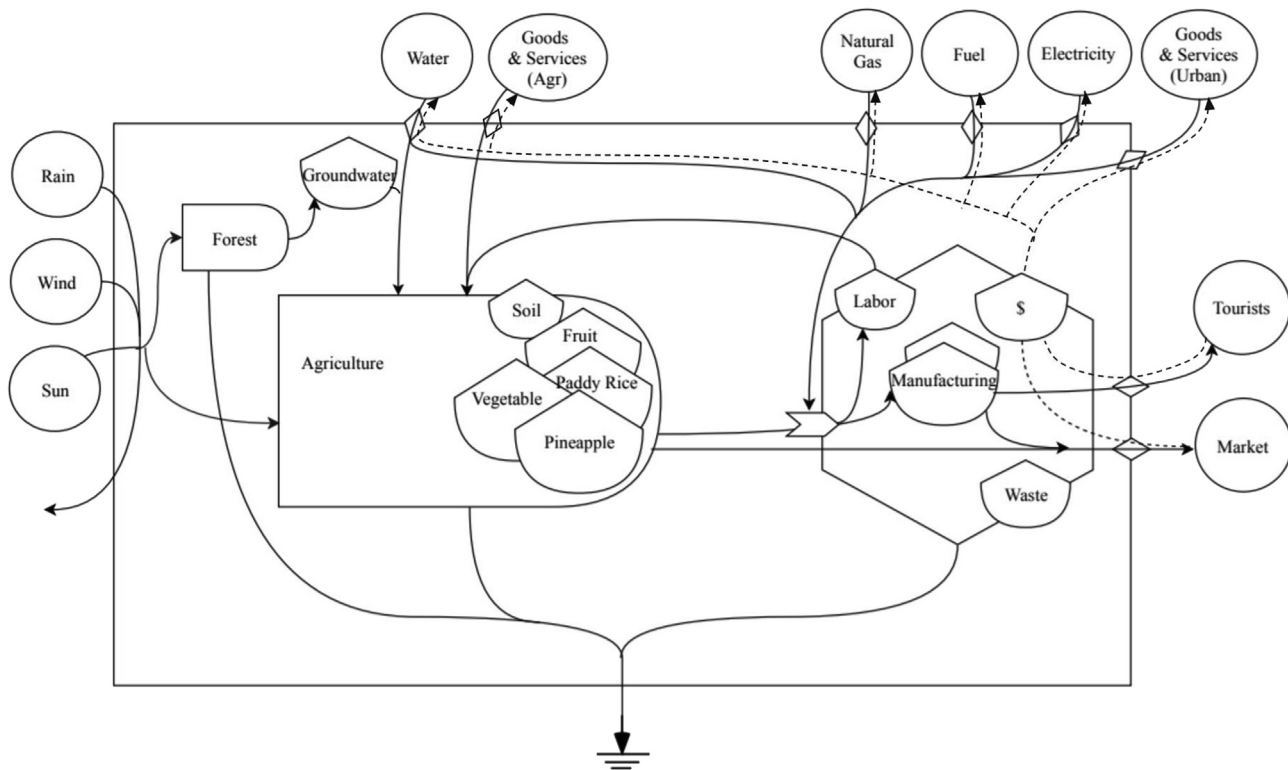 Water
Goods
& Services
(Agr)
Natural
Gas
Fuel
Electricity
Goods
& Services
(Urban)
Rain
Groundwater
Forest
Wind
Sun
Agriculture
Soil
Fruit
Paddy Rice
Vegetable
Pineapple
Labor
$
Manufacturing
Waste
Tourists
Market